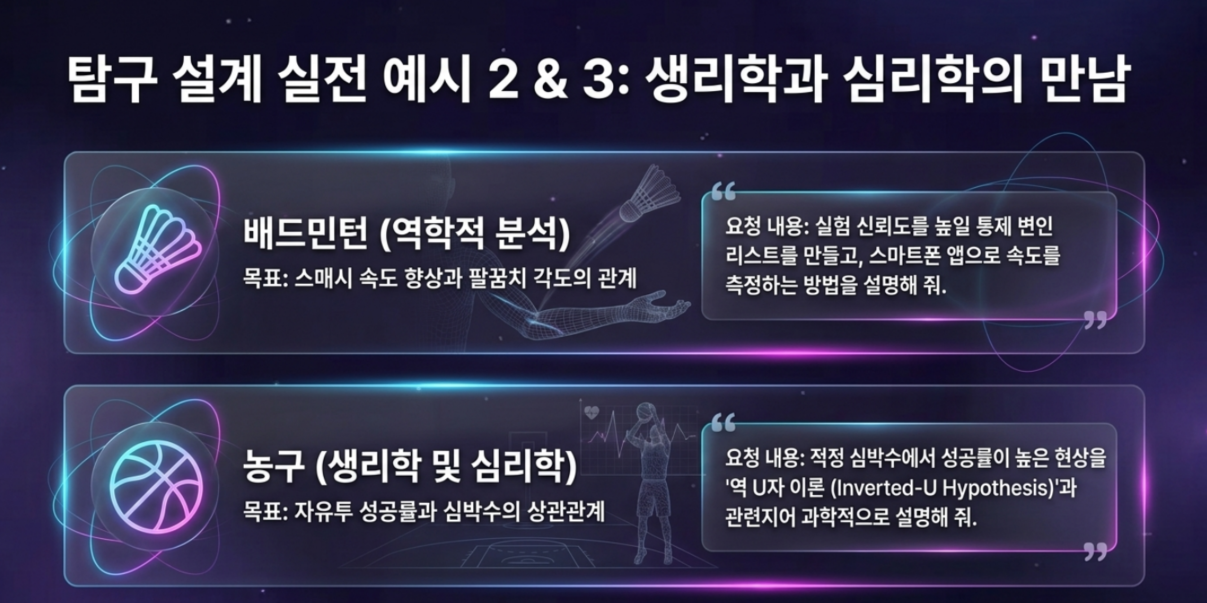 탐구 설계 실전 예시 2 & 3: 생리학과 심리학의 만남
배드민턴 (역학적 분석)
목표: 스매시 속도 향상과 팔꿈치 각도의 관계
“
요청 내용: 실험 신뢰도를 높일 통제 변인
리스트를 만들고, 스마트폰 앱으로 속도를
측정하는 방법을 설명해 줘.
”
농구 (생리학 및 심리학)
목표: 자유투 성공률과 심박수의 상관관계
“
요청 내용: 적정 심박수에서 성공률이 높은 현상을
'역 U자 이론 (Inverted-U Hypothesis)'과
관련지어 과학적으로 설명해 줘.
”